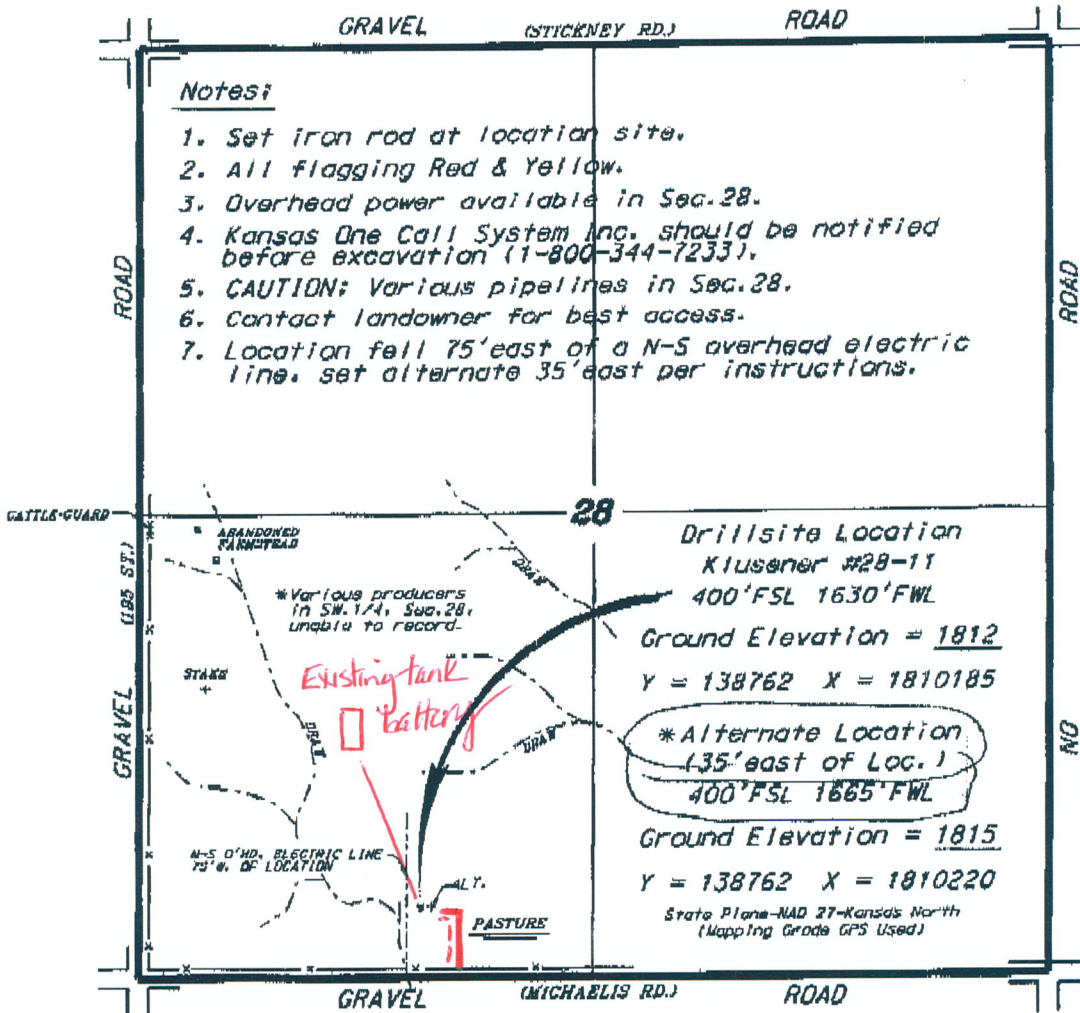 GRAVEL (STICKNEY RD.) ROAD
Notes:
1. Set iron rod at location site.
2. All flagging Red & Yellow.
3. Overhead power available in Sec.28.
4. Kansas One Call System Inc. should be notified
before excavation (1-800-344-7233).
5. CAUTION: Various pipelines in Sec.28.
6. Contact landowner for best access.
7. Location fell 75'east of a N-S overhead electric
line. set alternate 35'east per instructions.
ROAD
ROAD
CATTLE-GUARD
28
ABANDONED
FARMSTEAD
(183 ST.)
*Various producers
in SW.1/4, Sec.28,
unable to record.
DRAW
Drillsite Location
Klusener #28-11
400'FSL 1630'FWL
Ground Elevation = 1812
Y = 138762 X = 1810185
STAKE
Existing tank
battery
DRAW
DRAW
*Alternate Location
(35'east of Loc.)
400'FSL 1665'FWL
GRAVEL
NO
Ground Elevation = 1815
Y = 138762 X = 1810220
N-S O'HD. ELECTRIC LINE
75'W. OF LOCATION
ALT.
PASTURE
State Plane-NAD 27-Kansas North
(Mapping Grade GPS Used)
GRAVEL (MICHAELIS RD.) ROAD